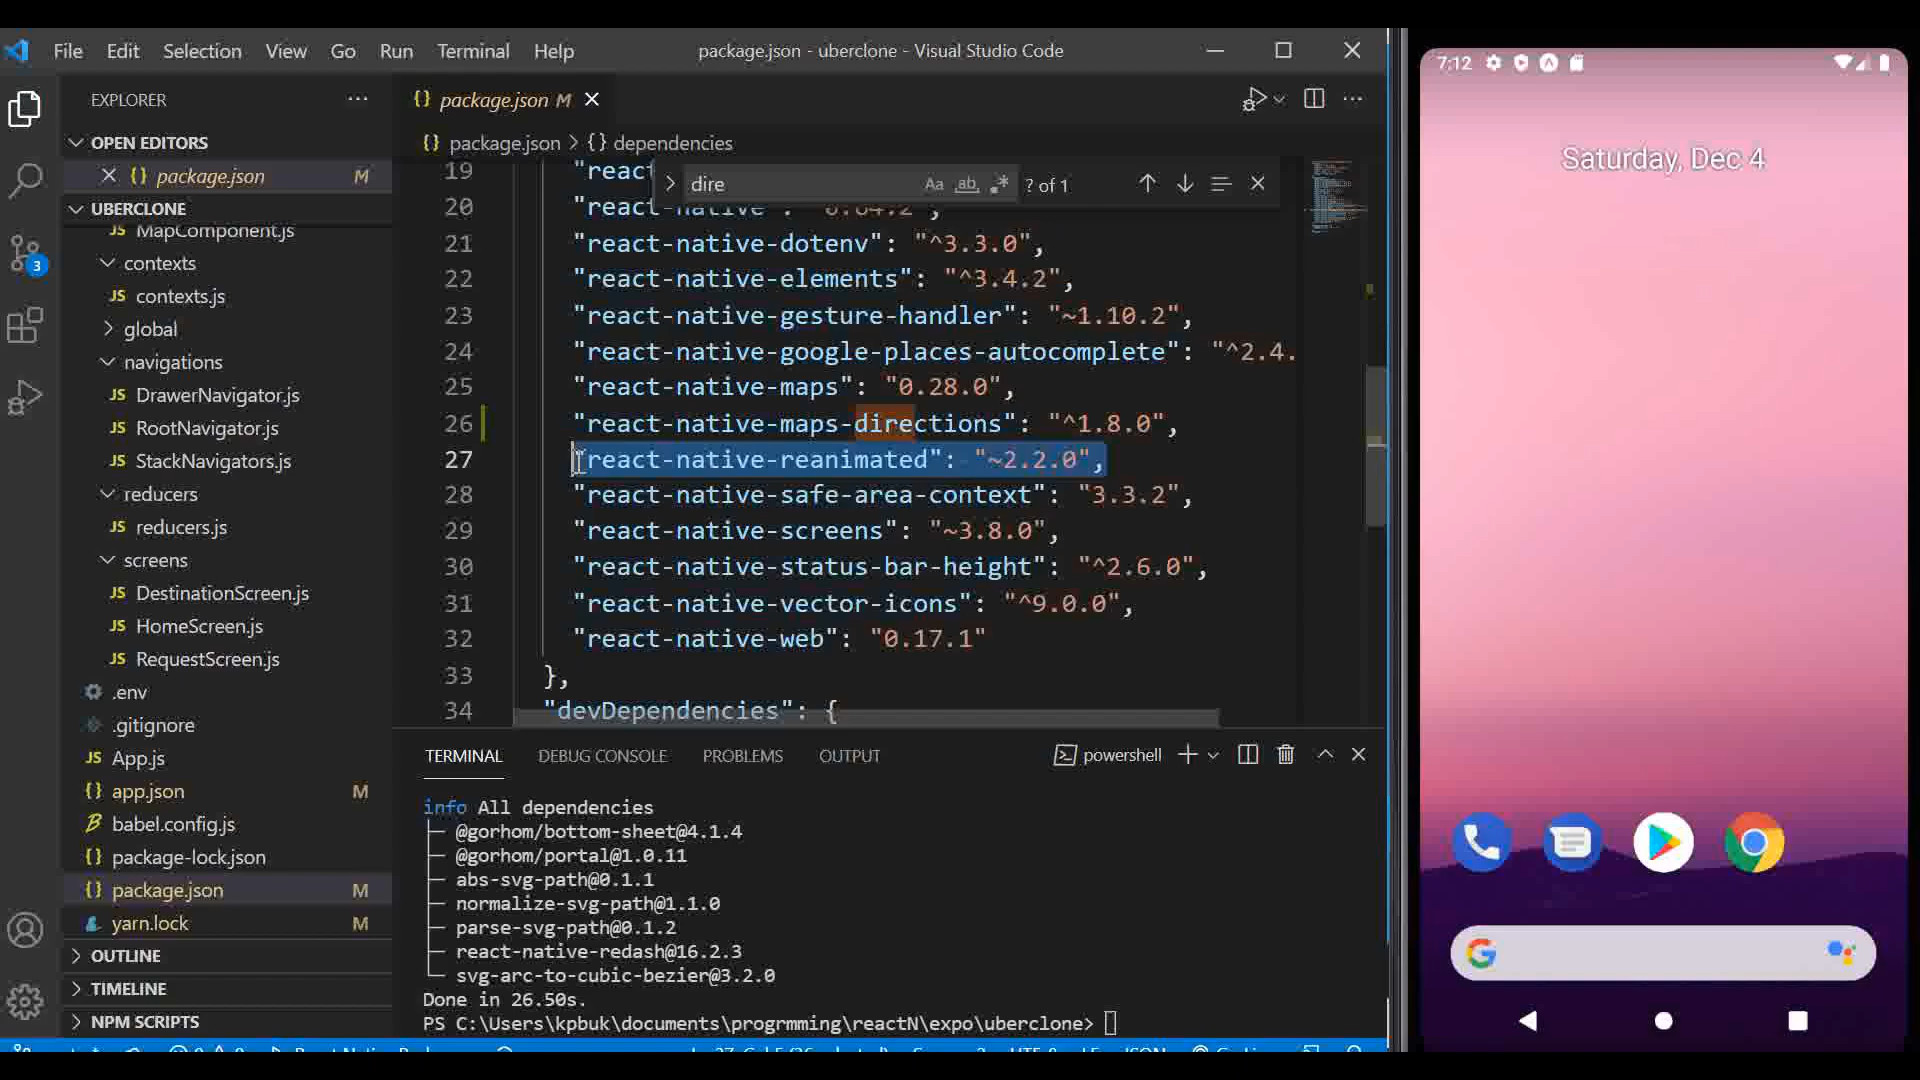 File Edit Selection View Go Run Terminal Help
package.json - uberclone - Visual Studio Code
EXPLORER
OPEN EDITORS
package.json M
UBERCLONE
MapComponent.js
contexts
contexts.js
global
navigations
DrawerNavigator.js
RootNavigator.js
StackNavigators.js
reducers
reducers.js
screens
DestinationScreen.js
HomeScreen.js
RequestScreen.js
.env
.gitignore
App.js
app.json M
babel.config.js
package-lock.json
package.json M
yarn.lock M
OUTLINE
TIMELINE
NPM SCRIPTS
3
package.json M
package.json > {} dependencies
dire Aa ab ? of 1
19 "react
20 "react-native": "0.64.2",
21 "react-native-dotenv": "^3.3.0",
22 "react-native-elements": "^3.4.2",
23 "react-native-gesture-handler": "~1.10.2",
24 "react-native-google-places-autocomplete": "^2.4.
25 "react-native-maps": "0.28.0",
26 "react-native-maps-directions": "^1.8.0",
27 "react-native-reanimated": "~2.2.0",
28 "react-native-safe-area-context": "3.3.2",
29 "react-native-screens": "~3.8.0",
30 "react-native-status-bar-height": "^2.6.0",
31 "react-native-vector-icons": "^9.0.0",
32 "react-native-web": "0.17.1"
33 },
34 "devDependencies": {
TERMINAL DEBUG CONSOLE PROBLEMS OUTPUT
powershell
info All dependencies
├─ @gorhom/bottom-sheet@4.1.4
├─ @gorhom/portal@1.0.11
├─ abs-svg-path@0.1.1
├─ normalize-svg-path@1.1.0
├─ parse-svg-path@0.1.2
├─ react-native-redash@16.2.3
└─ svg-arc-to-cubic-bezier@3.2.0
Done in 26.50s.
PS C:\Users\kpbuk\documents\progrmming\reactN\expo\uberclone>
7:12
Saturday, Dec 4